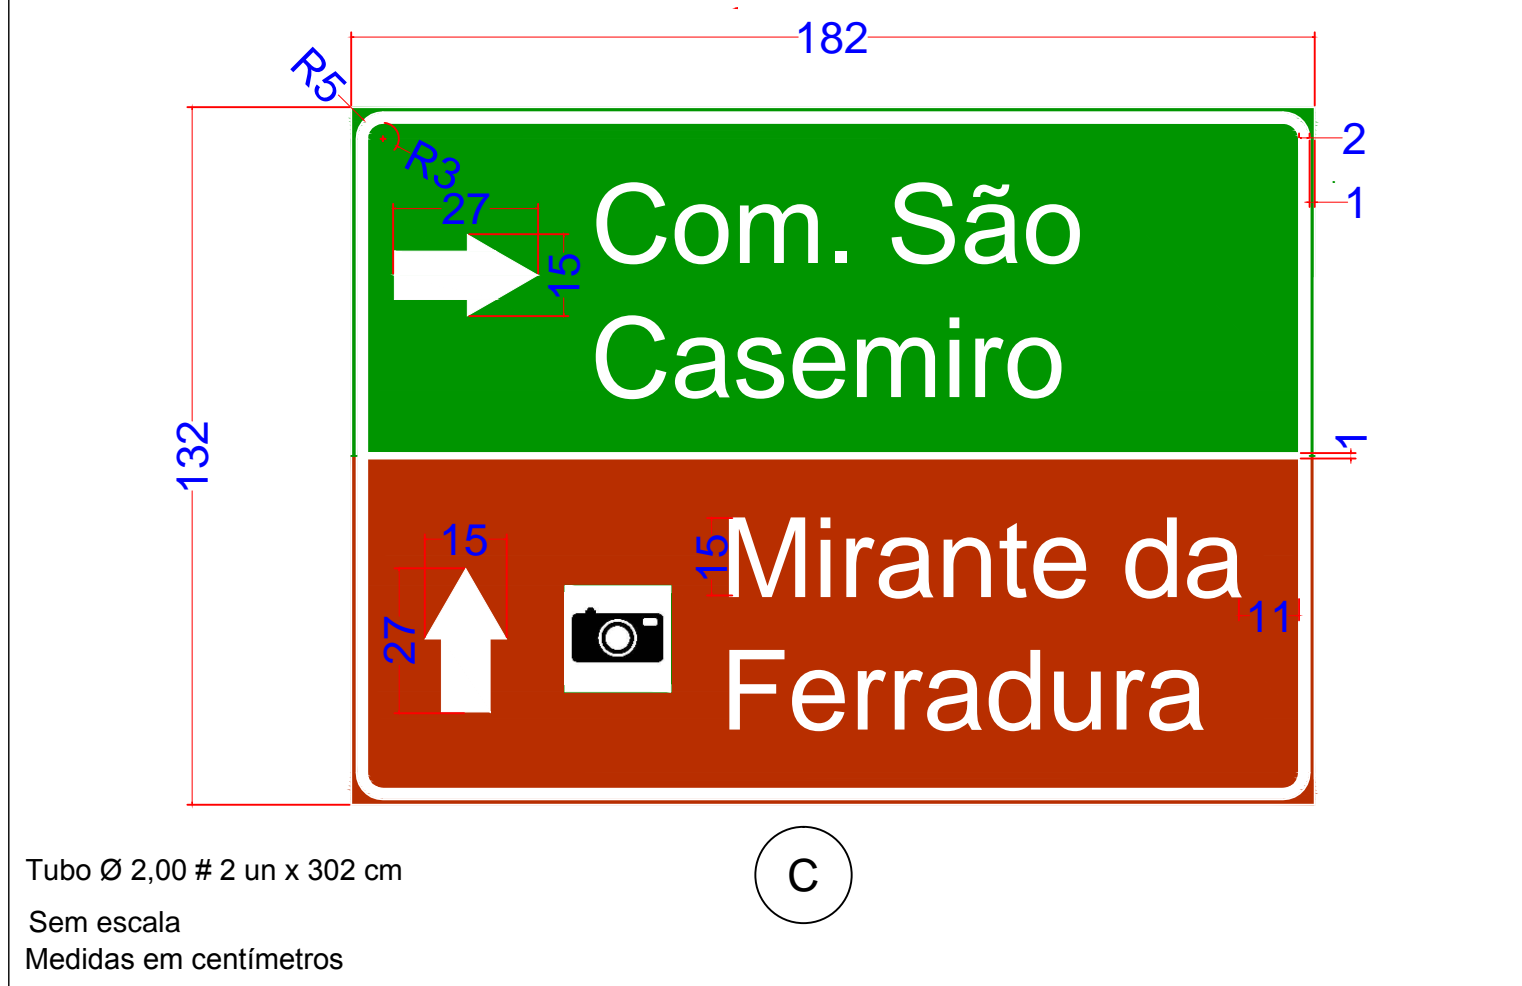 182
R5
2
R3
27
1
15
Com. São
Casemiro
132
1
15
15
Mirante da
27
11
Ferradura
C
Tubo Ø 2,00 # 2 un x 302 cm
Sem escala
Medidas em centímetros